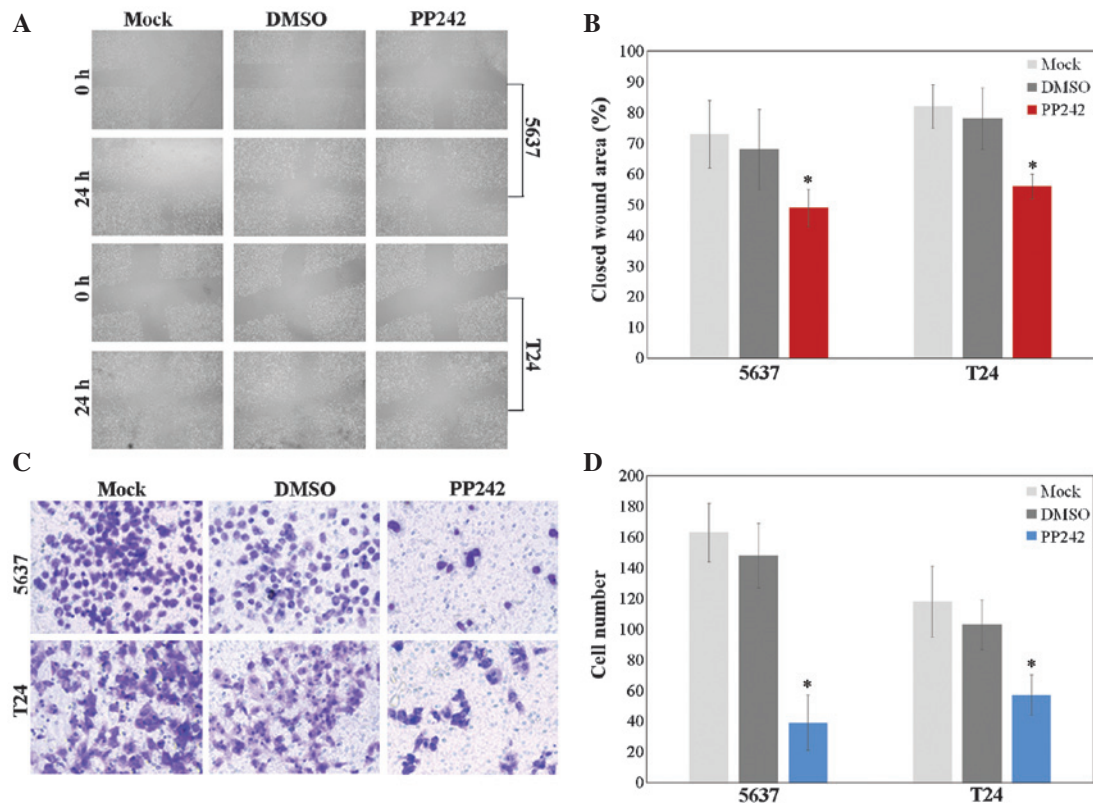 A
Mock DMSO PP242
0 h
24 h
5637
0 h
24 h
T24
B
100
90
80
70
60
50
40
30
20
10
0
Closed wound area (%)
Mock
DMSO
PP242
*
*
5637 T24
C
Mock DMSO PP242
5637
T24
D
200
180
160
140
120
100
80
60
40
20
0
Cell number
Mock
DMSO
PP242
*
*
5637 T24